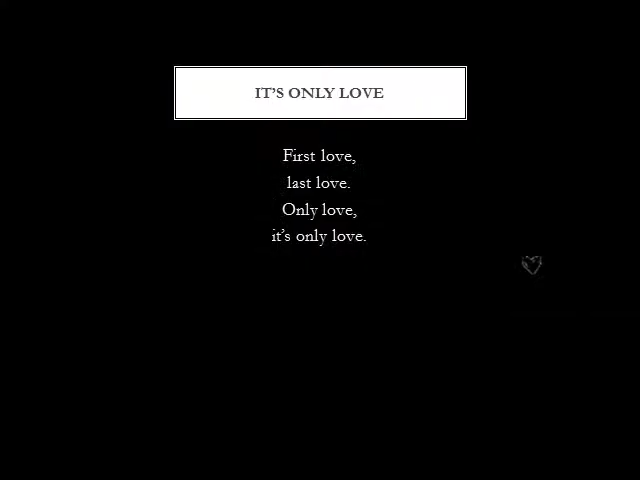 IT’S ONLY LOVE
First love,
last love.
Only love,
it’s only love.